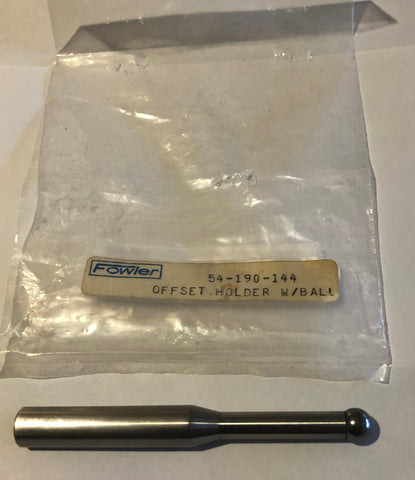 Fowler
54-190-144
OFFSET HOLDER W/BALL